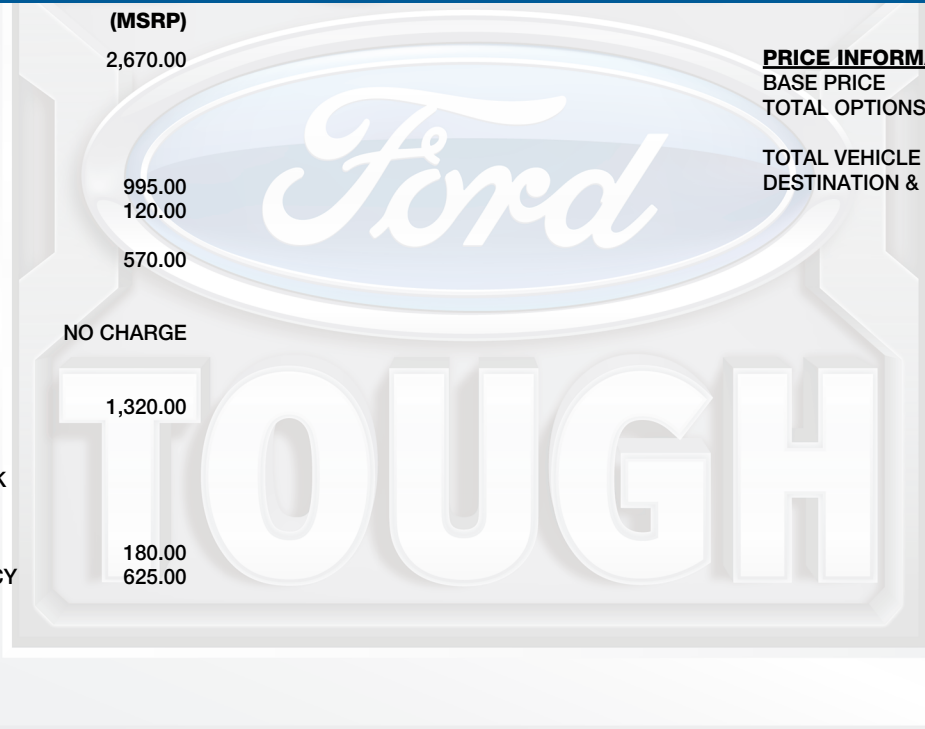 (MSRP)
2,670.00
995.00
120.00
570.00
NO CHARGE
1,320.00
K
180.00
CY 625.00
PRICE INFORMA
BASE PRICE
TOTAL OPTIONS
TOTAL VEHICLE
DESTINATION &
Ford
TOUGH